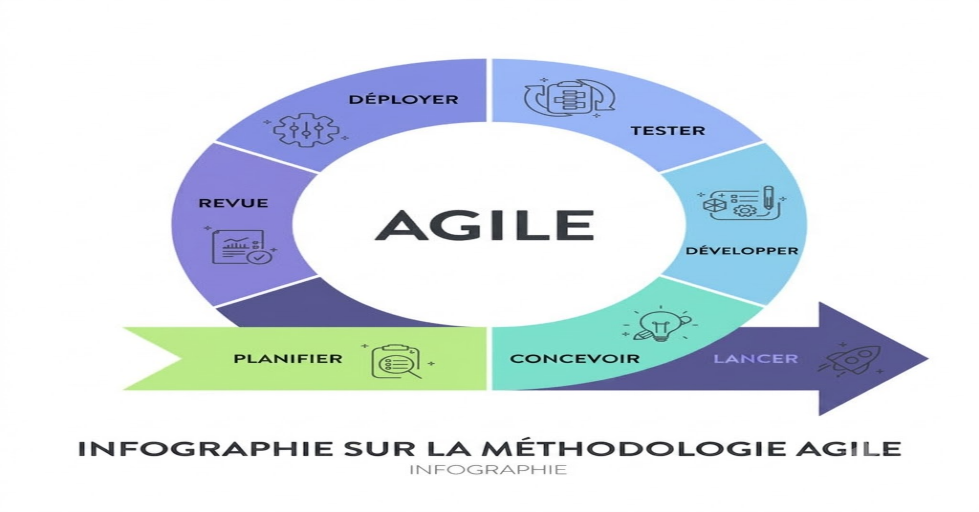 DÉPLOYER
TESTER
REVUE
AGILE
DÉVELOPPER
PLANIFIER
CONCEVOIR
LANCER
INFOGRAPHIE SUR LA MÉTHODOLOGIE AGILE
INFOGRAPHIE